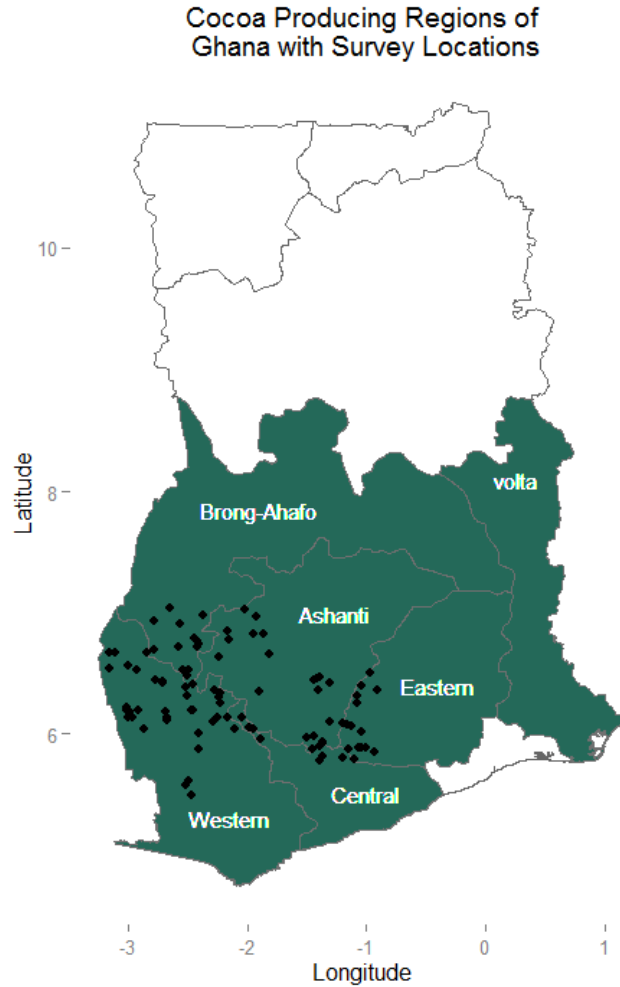 Cocoa Producing Regions of
Ghana with Survey Locations
10
8
6
Latitude
volta
Brong-Ahafo
Ashanti
Eastern
Central
Western
-3 -2 -1 0 1
Longitude